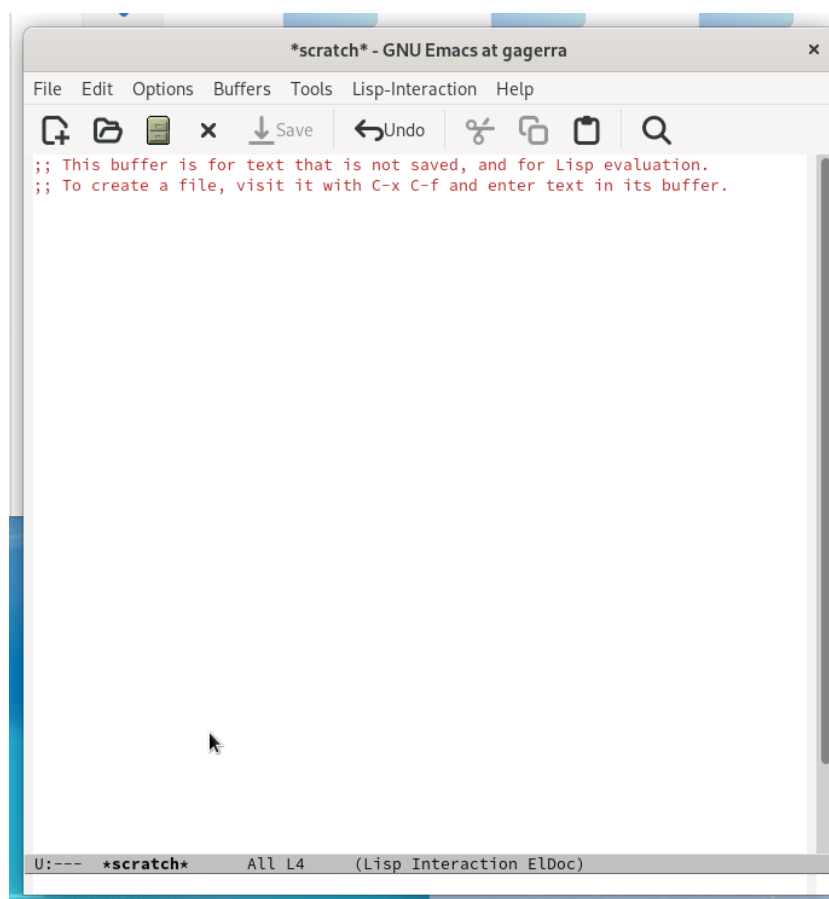 *scratch* - GNU Emacs at gagerra
File Edit Options Buffers Tools Lisp-Interaction Help
Save Undo
;; This buffer is for text that is not saved, and for Lisp evaluation.
;; To create a file, visit it with C-x C-f and enter text in its buffer.
U:--- *scratch* All L4 (Lisp Interaction ElDoc)